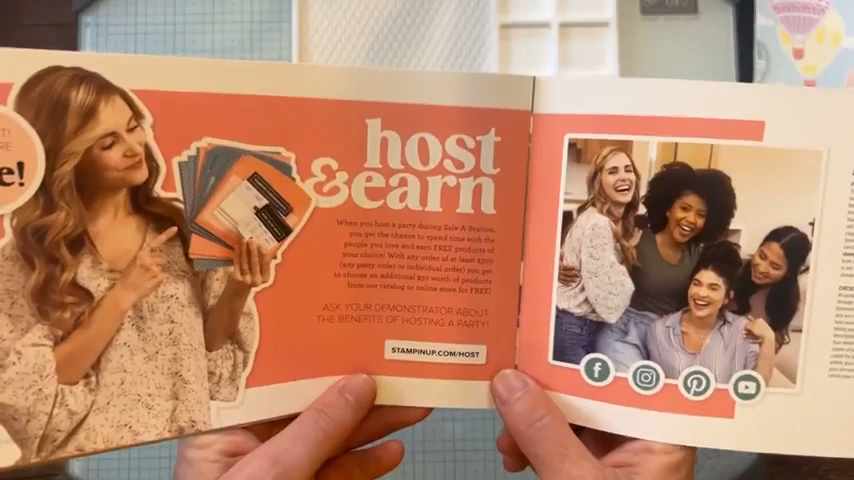 RE
e!
host
& earn
When you host a party during Sale-A-Bration,
you get the chance to spend time with the
people you love and earn FREE products of
your choice! With any order of at least $300
(any party order or individual order) you get
to choose an additional $30 worth of products
from our catalog or online store for FREE!
ASK YOUR DEMONSTRATOR ABOUT
THE BENEFITS OF HOSTING A PARTY!
STAMPINUP.COM/HOST